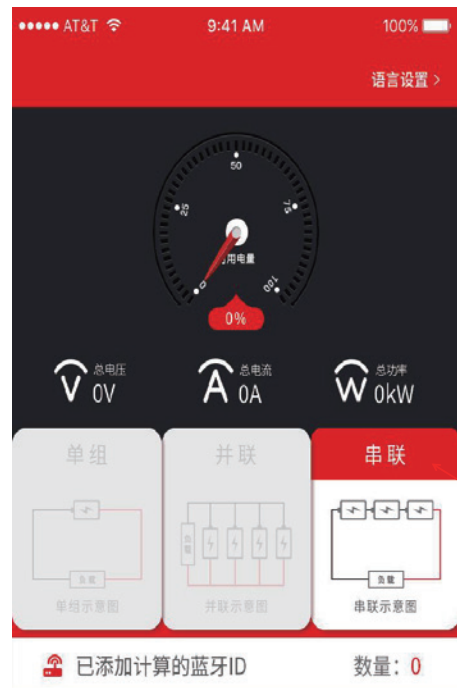 AT&T 9:41 AM 100%
语言设置 >
50
25
75
可用电量
0
100
0%
总电压
V 0V
总电流
A 0A
总功率
W 0kW
单组 并联 串联
负载
负载
负载
单组示意图 并联示意图 串联示意图
已添加计算的蓝牙ID 数量：0